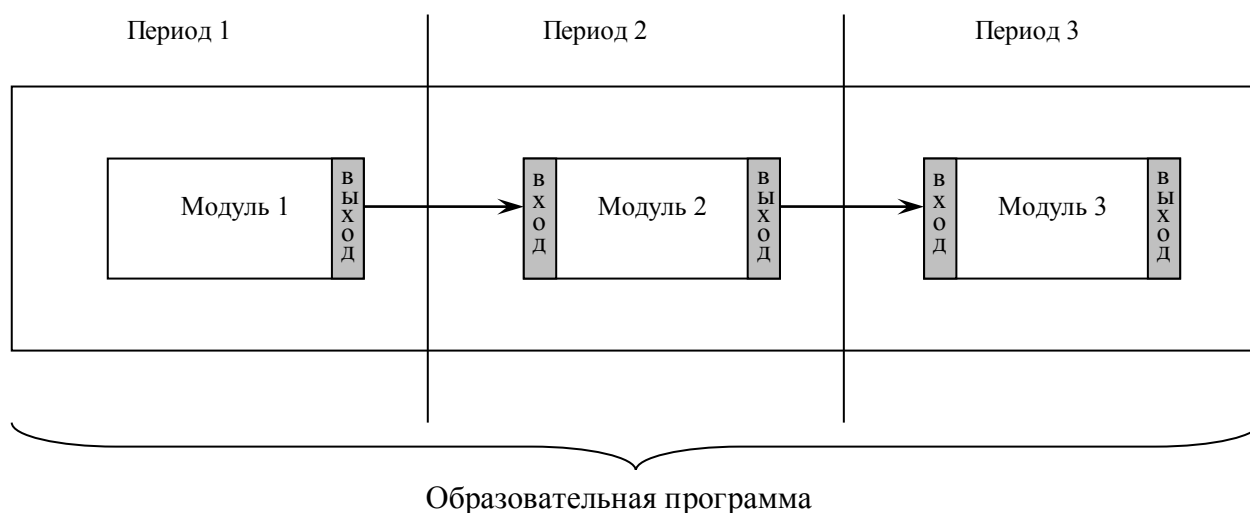 Период 1
Период 2
Период 3
Модуль 1
ВЫХОД
ВХОД
Модуль 2
ВЫХОД
ВХОД
Модуль 3
ВЫХОД
Образовательная программа